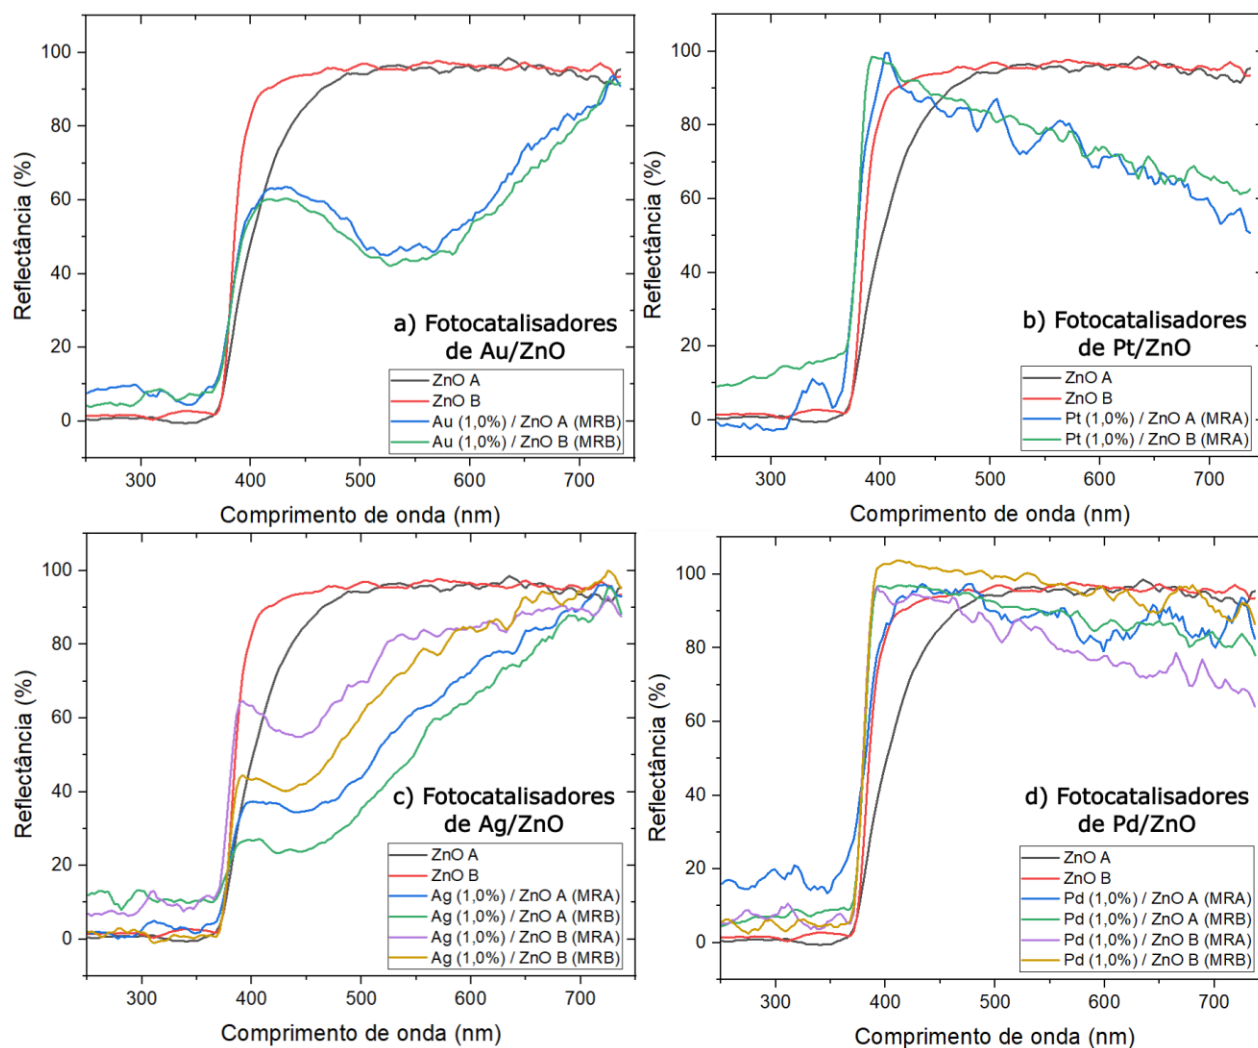 100
80
60
40
20
0
Reflectância (%)
a) Fotocatalisadores
de Au/ZnO
ZnO A
ZnO B
Au (1,0%) / ZnO A (MRB)
Au (1,0%) / ZnO B (MRB)
300
400
500
600
700
Comprimento de onda (nm)
100
80
60
40
20
0
Reflectância (%)
b) Fotocatalisadores
de Pt/ZnO
ZnO A
ZnO B
Pt (1,0%) / ZnO A (MRA)
Pt (1,0%) / ZnO B (MRA)
300
400
500
600
700
Comprimento de onda (nm)
100
80
60
40
20
0
Reflectância (%)
c) Fotocatalisadores
de Ag/ZnO
ZnO A
ZnO B
Ag (1,0%) / ZnO A (MRA)
Ag (1,0%) / ZnO A (MRB)
Ag (1,0%) / ZnO B (MRA)
Ag (1,0%) / ZnO B (MRB)
300
400
500
600
700
Comprimento de onda (nm)
100
80
60
40
20
0
Reflectância (%)
d) Fotocatalisadores
de Pd/ZnO
ZnO A
ZnO B
Pd (1,0%) / ZnO A (MRA)
Pd (1,0%) / ZnO A (MRB)
Pd (1,0%) / ZnO B (MRA)
Pd (1,0%) / ZnO B (MRB)
300
400
500
600
700
Comprimento de onda (nm)